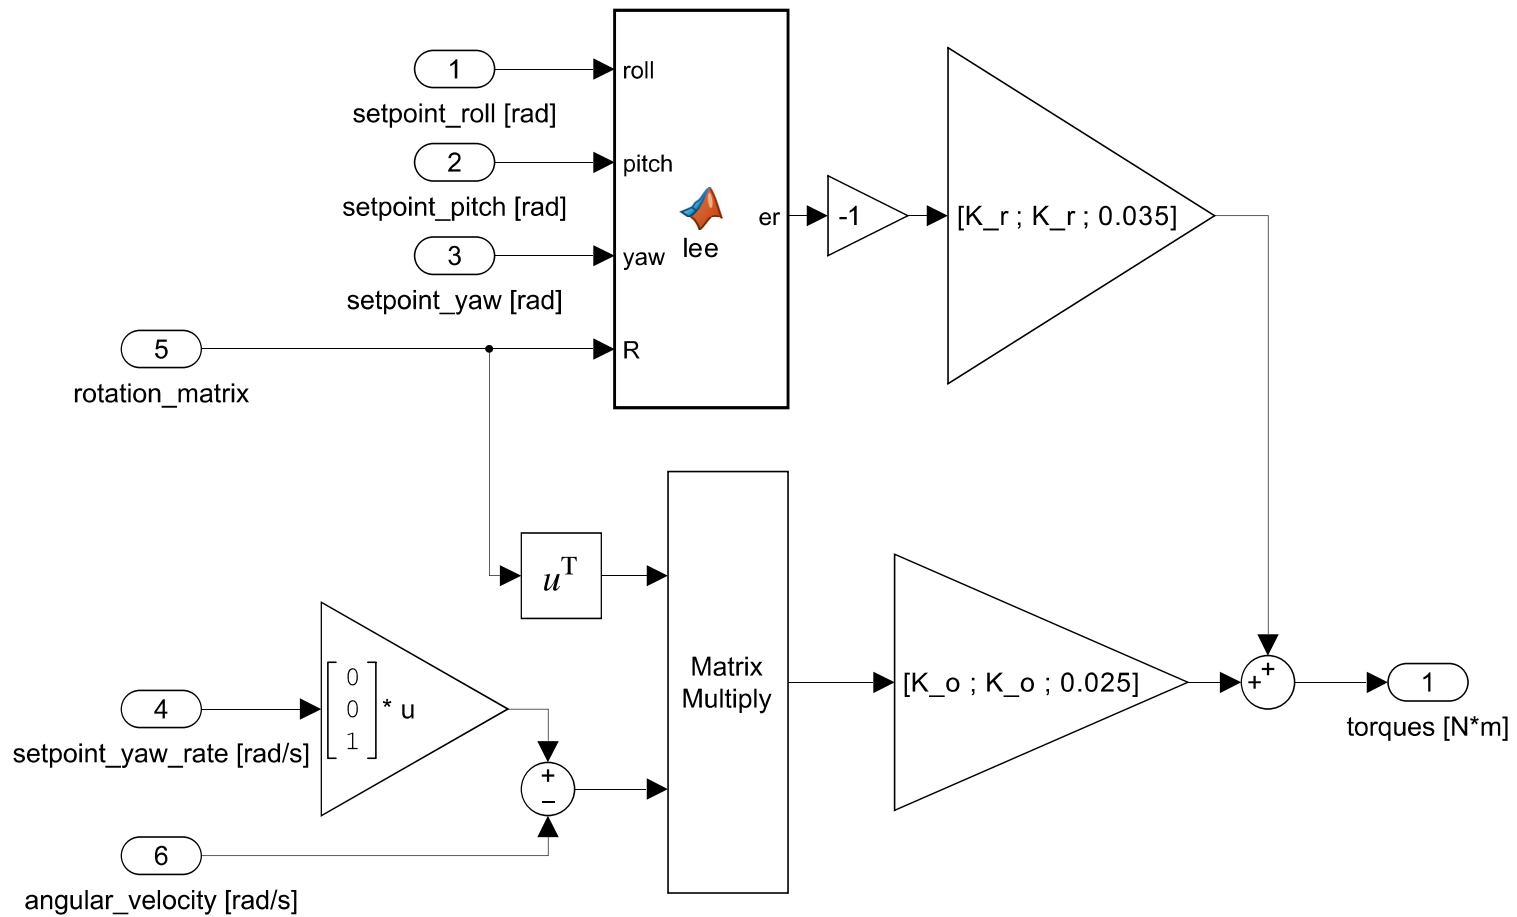 1
setpoint_roll [rad]
2
setpoint_pitch [rad]
3
setpoint_yaw [rad]
5
rotation_matrix
roll
pitch
yaw
R
lee
er
-1
[K_r ; K_r ; 0.035]
u^T
4
setpoint_yaw_rate [rad/s]
0
0
1
* u
+
−
6
angular_velocity [rad/s]
Matrix
Multiply
[K_o ; K_o ; 0.025]
+
+
1
torques [N*m]